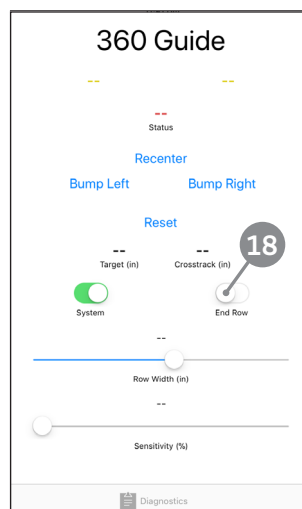 360 Guide
-- --
--
Status
Recenter
Bump Left Bump Right
Reset
-- --
Target (in) Crosstrack (in)
18
System End Row
--
Row Width (in)
--
Sensitivity (%)
Diagnostics